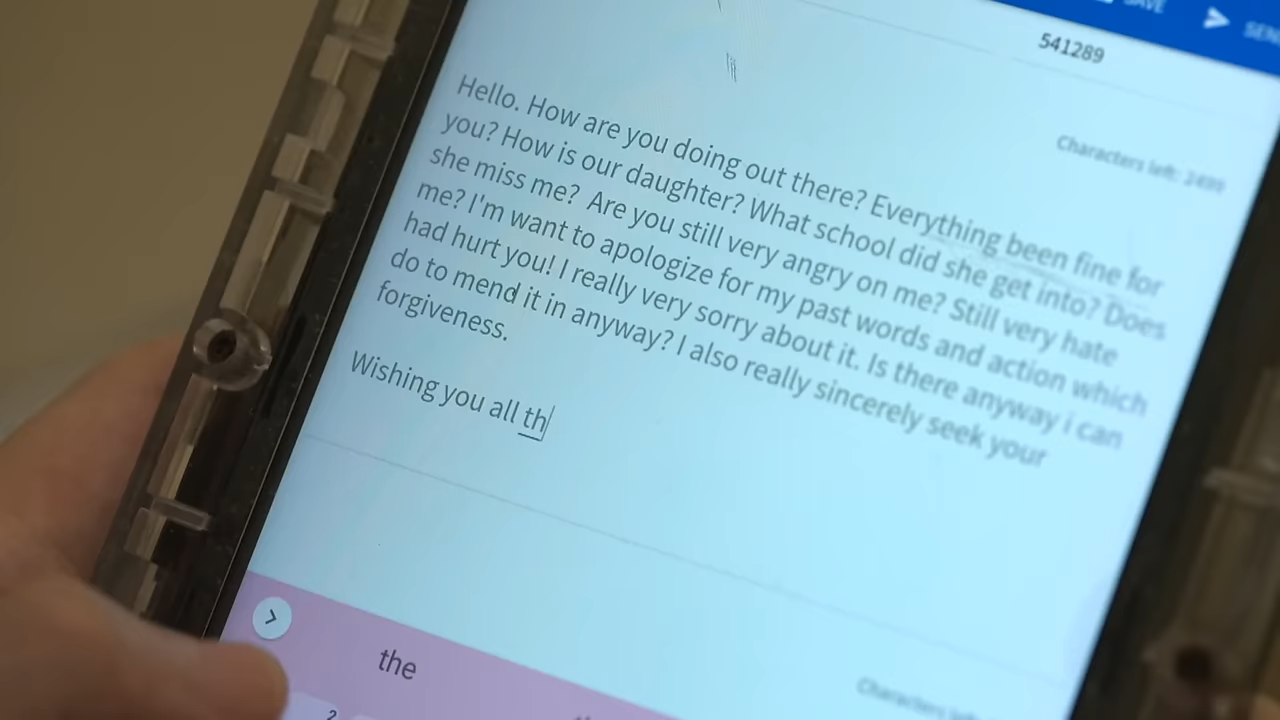 SAVE
541289
Characters left:
Hello. How are you doing out there? Everything been fine for
you? How is our daughter? What school did she get into? Does
she miss me? Are you still very angry on me? Still very hate
me? I'm want to apologize for my past words and action which
had hurt you! I really very sorry about it. Is there anyway i can
do to mend it in anyway? I also really sincerely seek your
forgiveness.
Wishing you all th
Characters
the
2